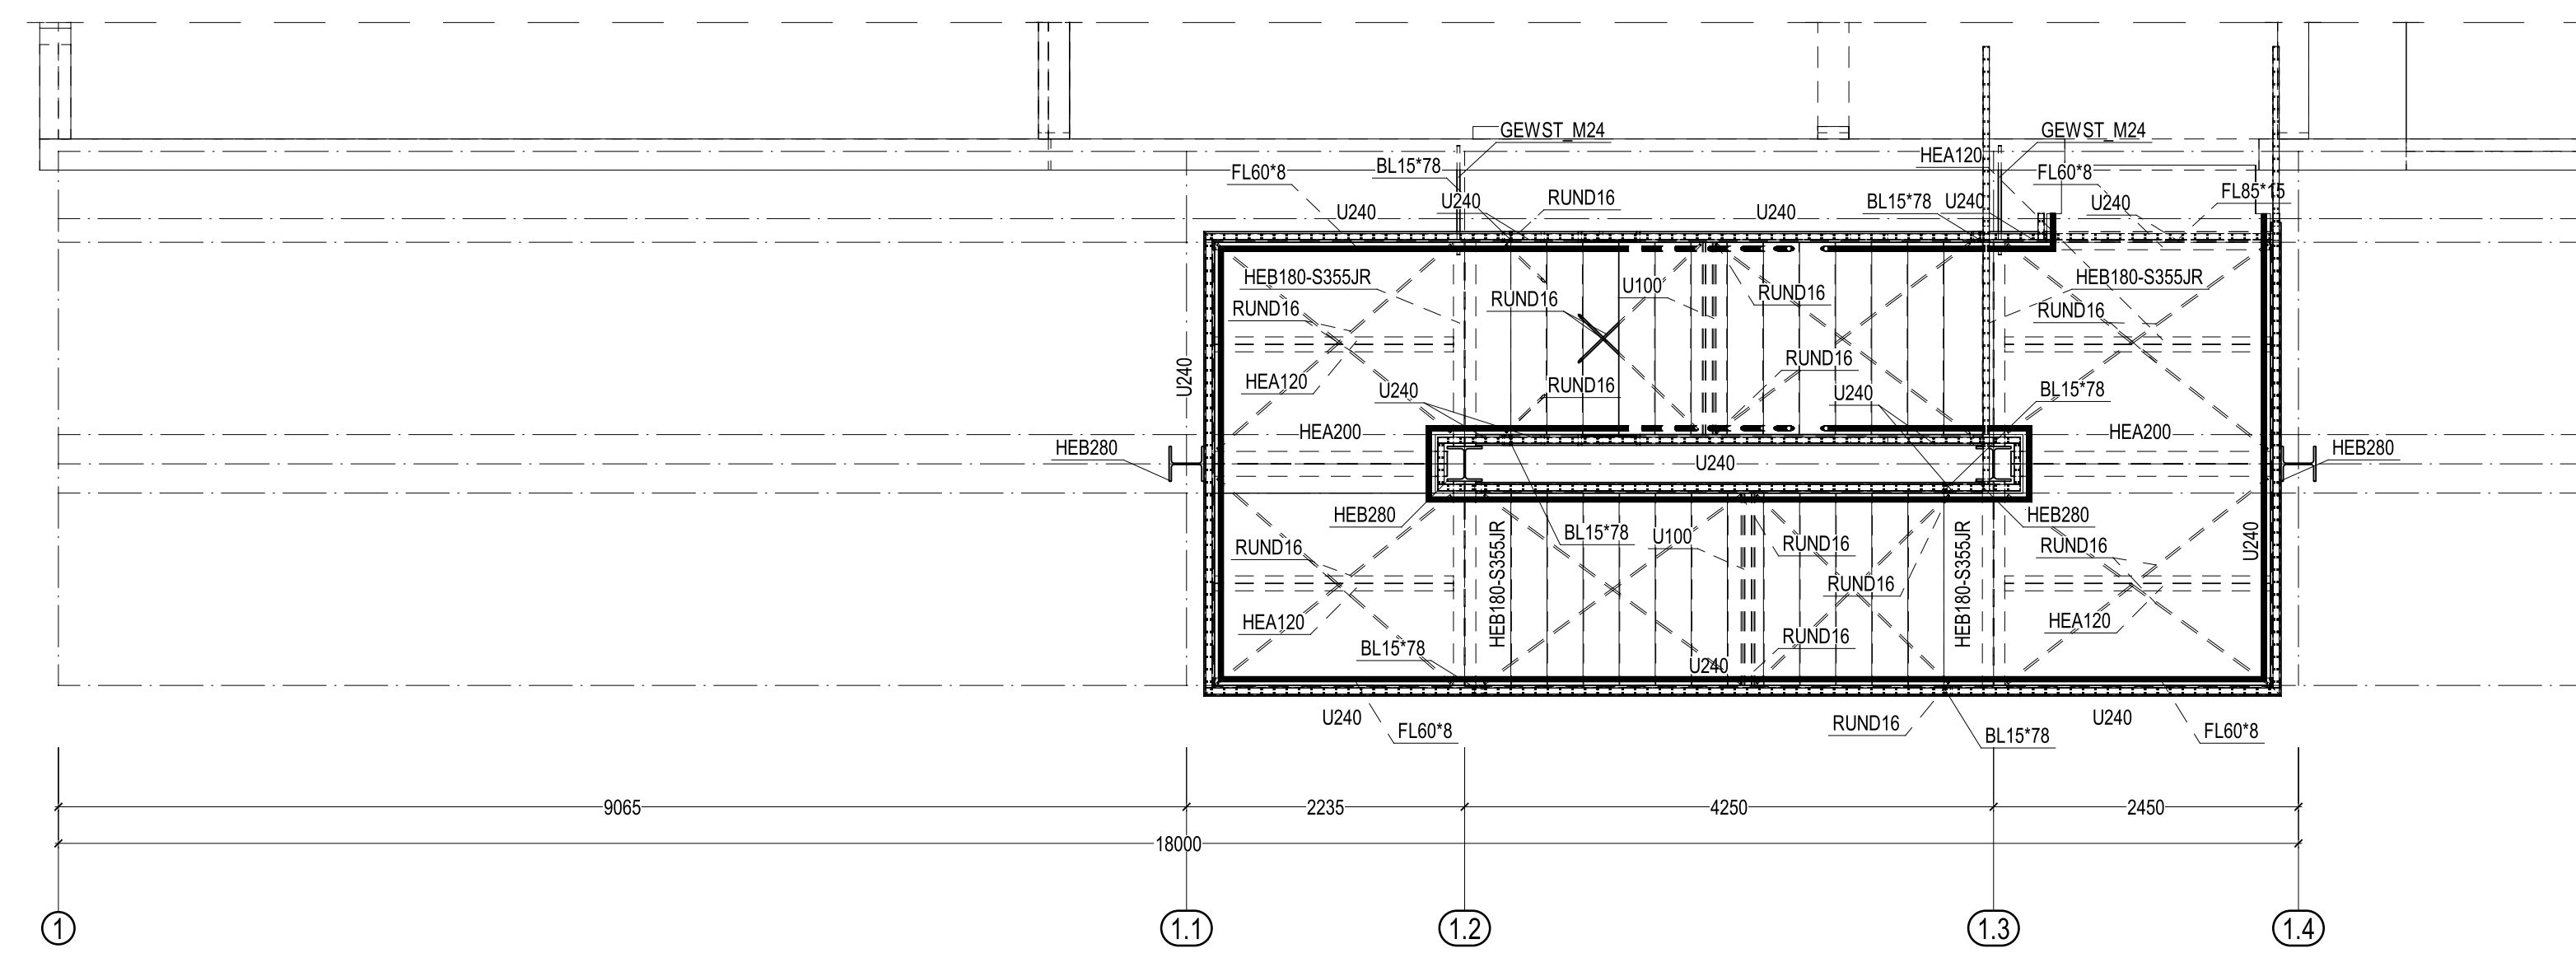 GEWST_M24
GEWST_M24
HEA120
BL15*78
FL60*8
FL60*8
FL85*15
U240
RUND16
BL15*78
U240
U240
U240
U240
HEB180-S355JR
RUND16
U100
RUND16
HEB180-S355JR
RUND16
RUND16
U240
RUND16
HEA120
RUND16
U240
U240
BL15*78
HEA200
HEA200
HEB280
HEB280
U240
HEB280
HEB280
BL15*78
U100
HEB180-S355JR
RUND16
HEB180-S355JR
RUND16
RUND16
U240
RUND16
HEA120
HEA120
RUND16
BL15*78
U240
U240
U240
FL60*8
RUND16
BL15*78
FL60*8
9065
2235
4250
2450
18000
1
1.1
1.2
1.3
1.4